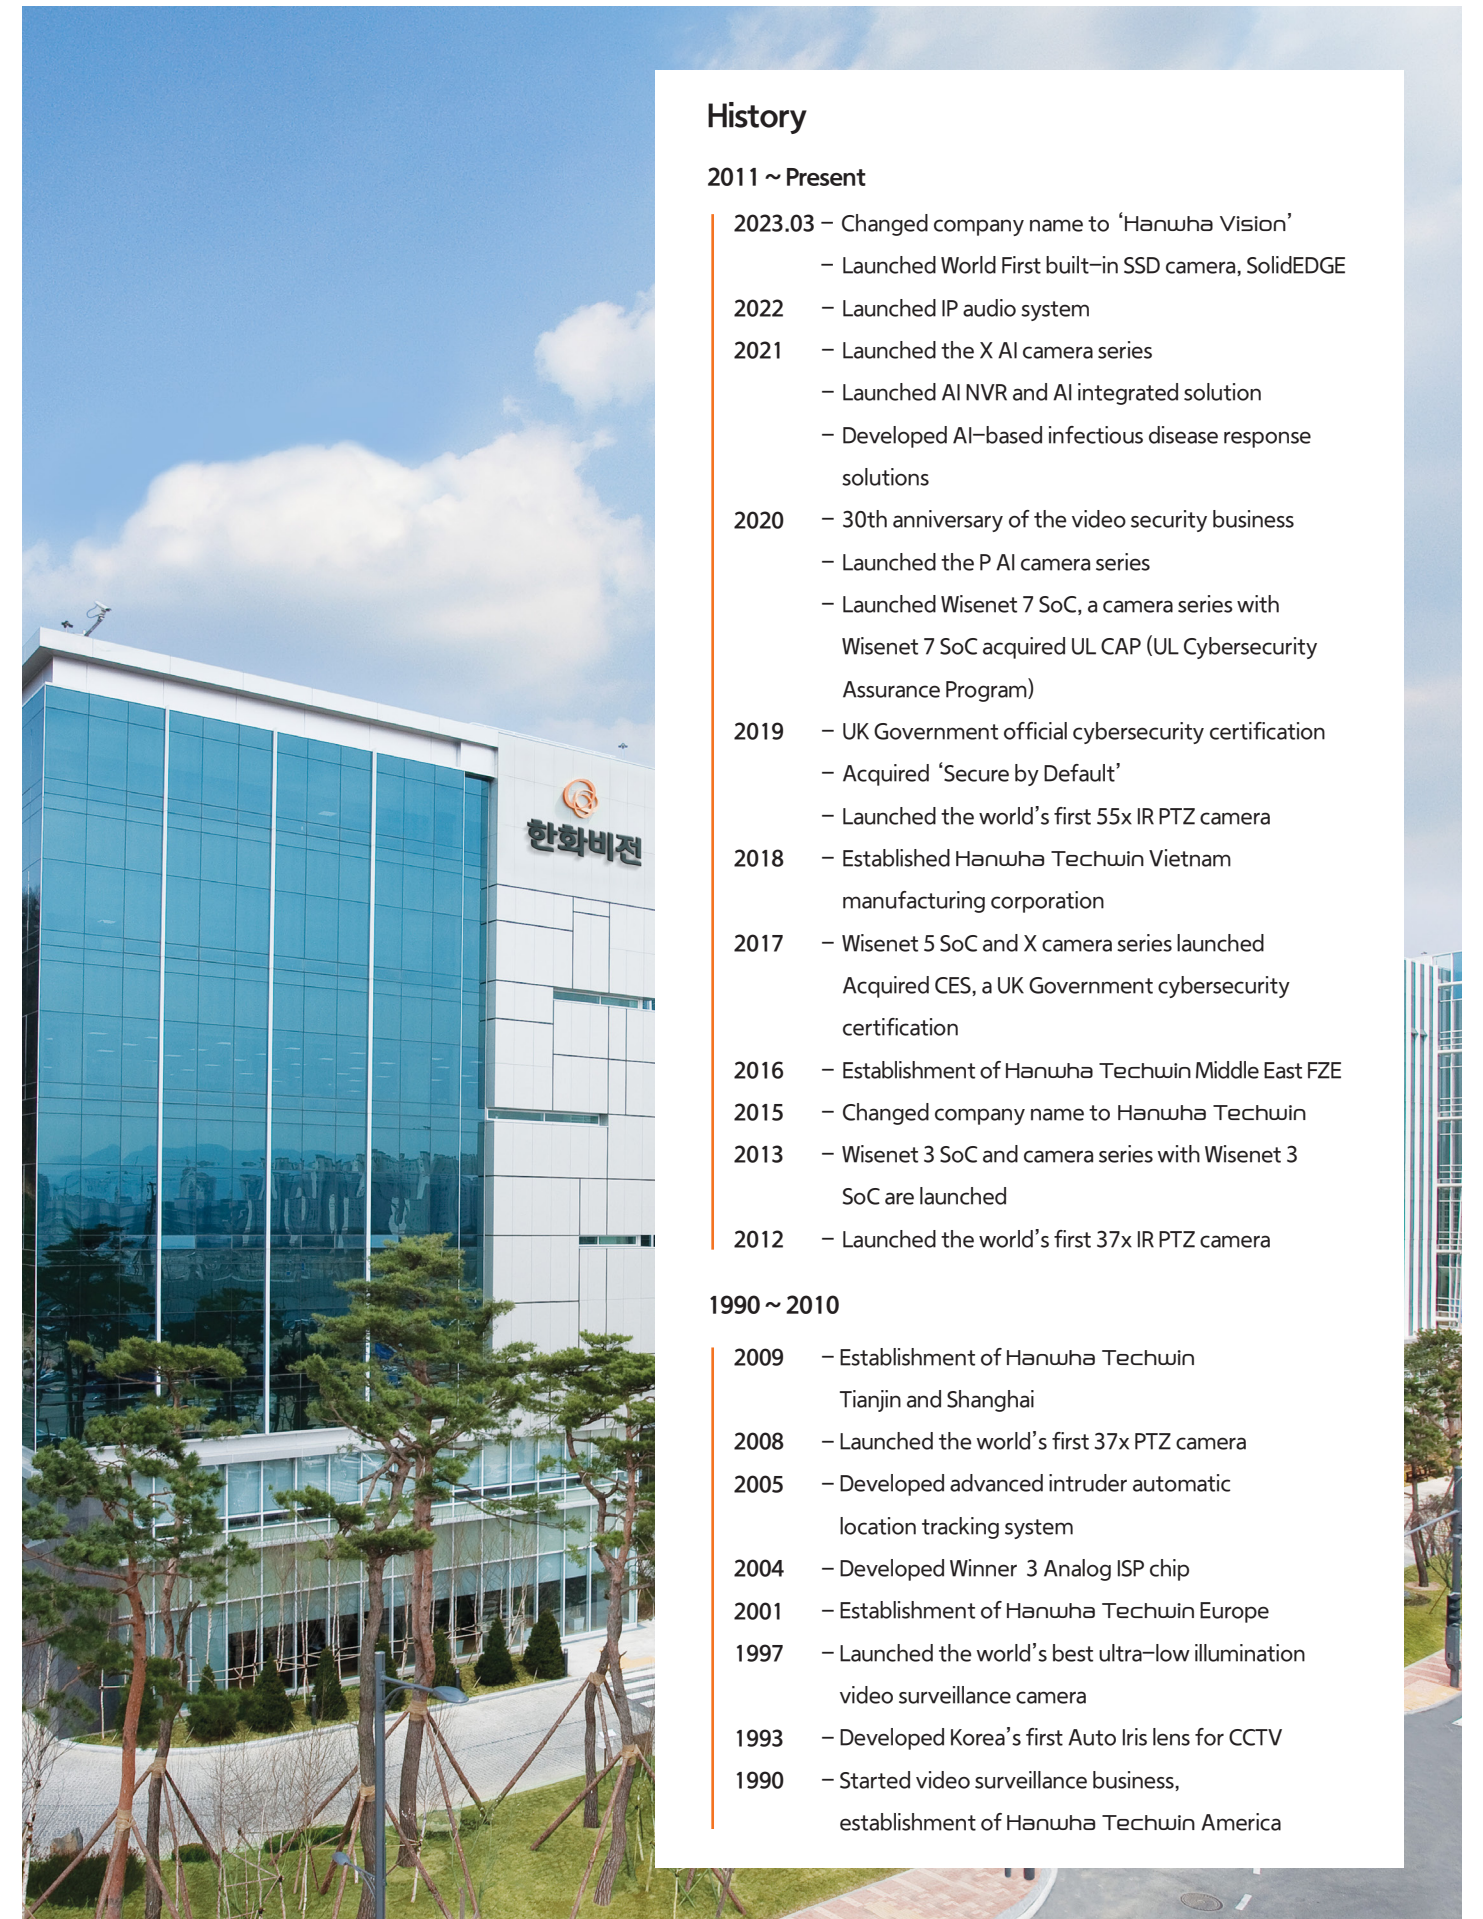 History
2011 ~ Present
2023.03 – Changed company name to ‘Hanwha Vision’
– Launched World First built-in SSD camera, SolidEDGE
2022 – Launched IP audio system
2021 – Launched the X AI camera series
– Launched AI NVR and AI integrated solution
– Developed AI-based infectious disease response
solutions
2020 – 30th anniversary of the video security business
– Launched the P AI camera series
– Launched Wisenet 7 SoC, a camera series with
Wisenet 7 SoC acquired UL CAP (UL Cybersecurity
Assurance Program)
2019 – UK Government official cybersecurity certification
– Acquired ‘Secure by Default’
– Launched the world’s first 55x IR PTZ camera
2018 – Established Hanwha Techwin Vietnam
manufacturing corporation
2017 – Wisenet 5 SoC and X camera series launched
Acquired CES, a UK Government cybersecurity
certification
2016 – Establishment of Hanwha Techwin Middle East FZE
2015 – Changed company name to Hanwha Techwin
2013 – Wisenet 3 SoC and camera series with Wisenet 3
SoC are launched
2012 – Launched the world’s first 37x IR PTZ camera
1990 ~ 2010
2009 – Establishment of Hanwha Techwin
Tianjin and Shanghai
2008 – Launched the world’s first 37x PTZ camera
2005 – Developed advanced intruder automatic
location tracking system
2004 – Developed Winner 3 Analog ISP chip
2001 – Establishment of Hanwha Techwin Europe
1997 – Launched the world’s best ultra-low illumination
video surveillance camera
1993 – Developed Korea’s first Auto Iris lens for CCTV
1990 – Started video surveillance business,
establishment of Hanwha Techwin America
한화비전